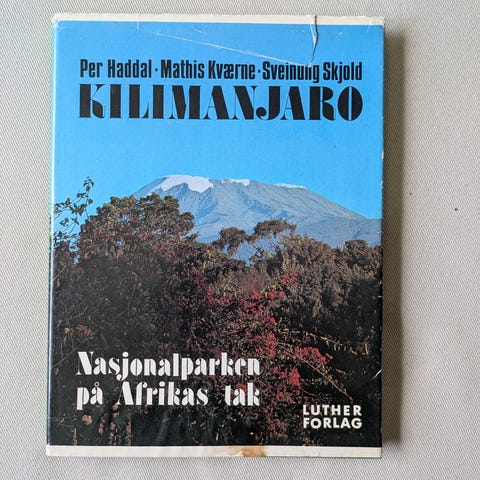 Per Haddal · Mathis Kværne · Sveinung Skjold
KILIMANJARO
Nasjonalparken
på Afrikas tak
LUTHER
FORLAG